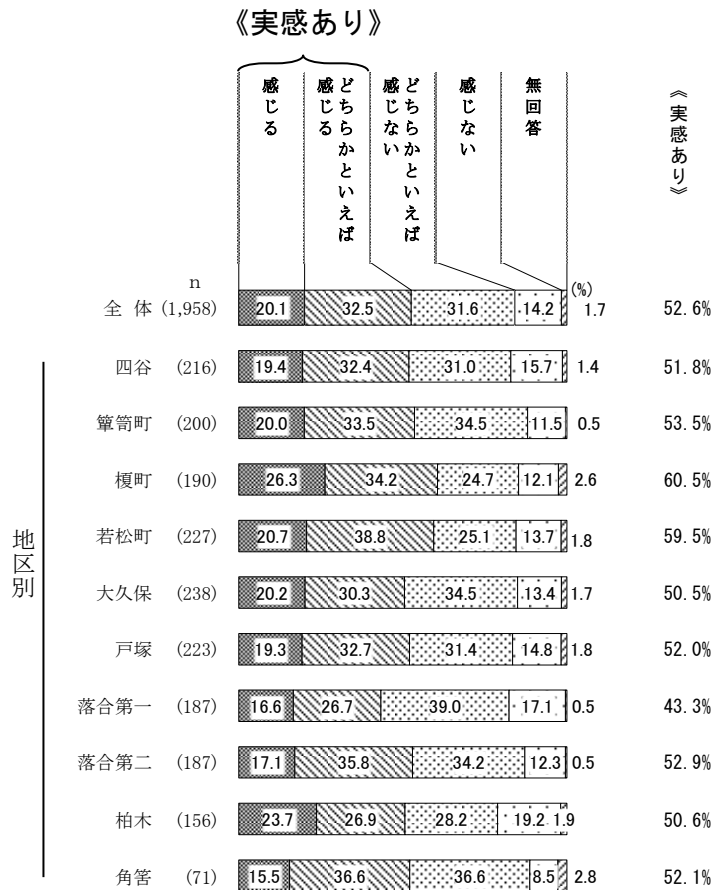 《実感あり》
感じる
どちらかといえば
感じる
どちらかといえば
感じない
感じない
無回答
《実感あり》
n
(%)
全 体 (1,958) 20.1 32.5 31.6 14.2 1.7 52.6%
地区別
四谷 (216) 19.4 32.4 31.0 15.7 1.4 51.8%
箪笥町 (200) 20.0 33.5 34.5 11.5 0.5 53.5%
榎町 (190) 26.3 34.2 24.7 12.1 2.6 60.5%
若松町 (227) 20.7 38.8 25.1 13.7 1.8 59.5%
大久保 (238) 20.2 30.3 34.5 13.4 1.7 50.5%
戸塚 (223) 19.3 32.7 31.4 14.8 1.8 52.0%
落合第一 (187) 16.6 26.7 39.0 17.1 0.5 43.3%
落合第二 (187) 17.1 35.8 34.2 12.3 0.5 52.9%
柏木 (156) 23.7 26.9 28.2 19.2 1.9 50.6%
角筈 (71) 15.5 36.6 36.6 8.5 2.8 52.1%